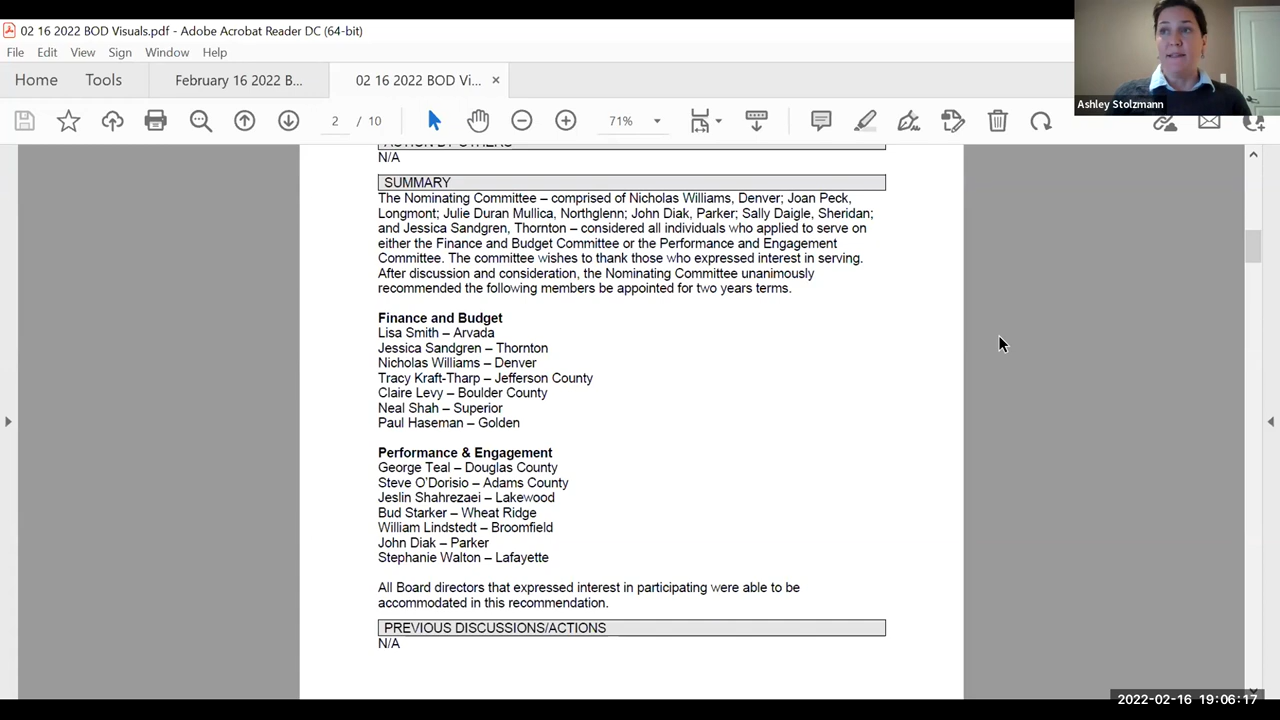 02 16 2022 BOD Visuals.pdf - Adobe Acrobat Reader DC (64-bit)
File Edit View Sign Window Help
Home Tools February 16 2022 B... 02 16 2022 BOD Vi... ×
2 / 10 71%
Ashley Stolzmann
ACTION BY OTHERS
N/A
SUMMARY
The Nominating Committee – comprised of Nicholas Williams, Denver; Joan Peck,
Longmont; Julie Duran Mullica, Northglenn; John Diak, Parker; Sally Daigle, Sheridan;
and Jessica Sandgren, Thornton – considered all individuals who applied to serve on
either the Finance and Budget Committee or the Performance and Engagement
Committee. The committee wishes to thank those who expressed interest in serving.
After discussion and consideration, the Nominating Committee unanimously
recommended the following members be appointed for two years terms.
Finance and Budget
Lisa Smith – Arvada
Jessica Sandgren – Thornton
Nicholas Williams – Denver
Tracy Kraft-Tharp – Jefferson County
Claire Levy – Boulder County
Neal Shah – Superior
Paul Haseman – Golden
Performance & Engagement
George Teal – Douglas County
Steve O'Dorisio – Adams County
Jeslin Shahrezaei – Lakewood
Bud Starker – Wheat Ridge
William Lindstedt – Broomfield
John Diak – Parker
Stephanie Walton – Lafayette
All Board directors that expressed interest in participating were able to be
accommodated in this recommendation.
PREVIOUS DISCUSSIONS/ACTIONS
N/A
2022-02-16 19:06:17